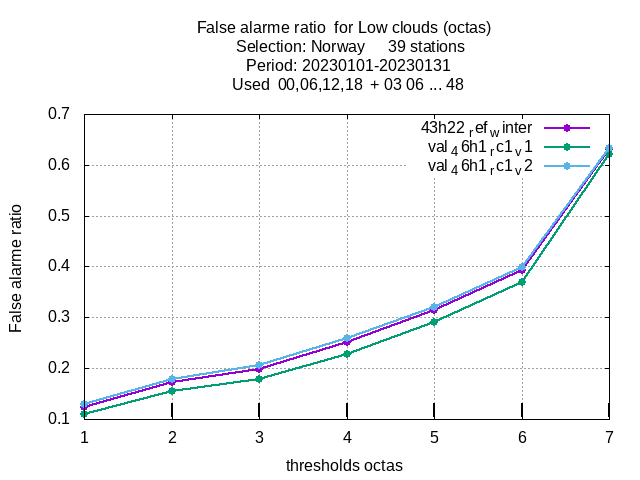 False alarme ratio for Low clouds (octas)
Selection: Norway 39 stations
Period: 20230101-20230131
Used 00,06,12,18 + 03 06 ... 48
0.7
0.6
0.5
0.4
0.3
0.2
0.1
False alarme ratio
43h22 ref winter
val 46h1 rc1 v1
val 46h1 rc1 v2
1 2 3 4 5 6 7
thresholds octas